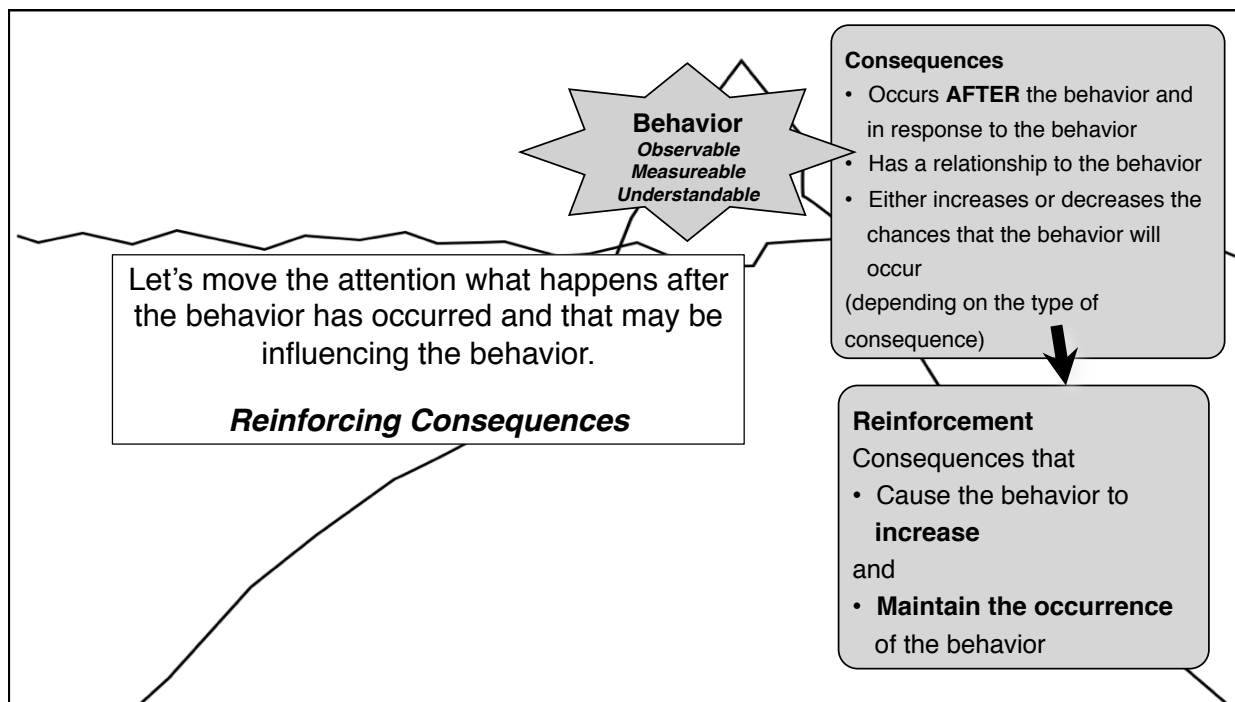 Behavior
Observable
Measureable
Understandable
Let's move the attention what happens after
the behavior has occurred and that may be
influencing the behavior.
Reinforcing Consequences
Consequences
• Occurs AFTER the behavior and
in response to the behavior
• Has a relationship to the behavior
• Either increases or decreases the
chances that the behavior will
occur
(depending on the type of
consequence)
Reinforcement
Consequences that
• Cause the behavior to
increase
and
• Maintain the occurrence
of the behavior